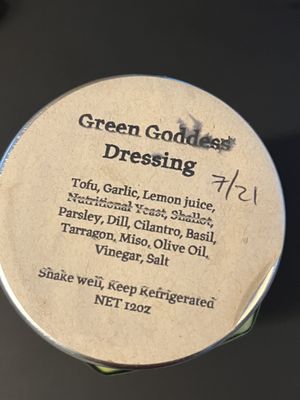 Green Goddess
Dressing
7/21
Tofu, Garlic, Lemon juice,
Nutritional Yeast, Shallot,
Parsley, Dill, Cilantro, Basil,
Tarragon, Miso, Olive Oil,
Vinegar, Salt
Shake well, Keep Refrigerated
NET 12oz